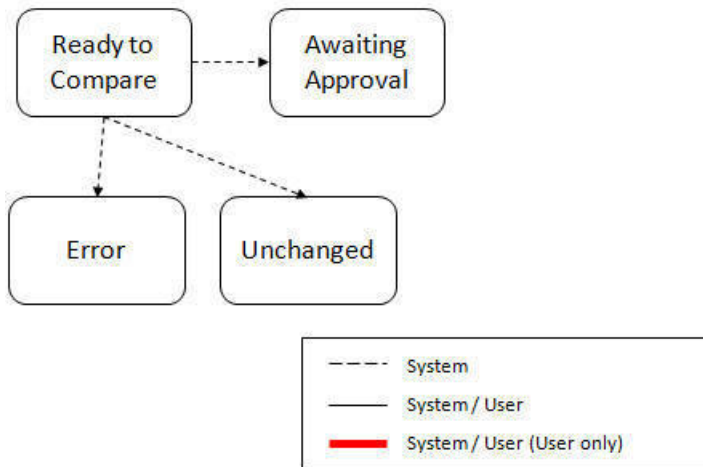 Ready to
Compare
Awaiting
Approval
Error
Unchanged
System
System / User
System / User (User only)